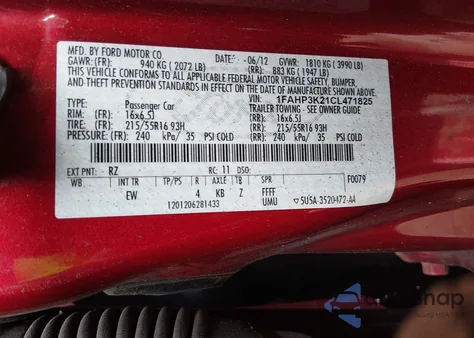 MFD. BY FORD MOTOR CO.
DATE: -06/12 GVWR: 1810 KG (3990 LB)
GAWR:(FR): 940 KG (2072 LB) (RR): 883 KG (1947 LB)
THIS VEHICLE CONFORMS TO ALL
APPLICABLE FEDERAL MOTOR VEHICLE SAFETY, BUMPER,
AND THEFT PREVENTION STANDARDS IN EFFECT ON THE DATE
OF MANUFACTURE SHOWN ABOVE.
VEHICLE IDENTIFICATION NO: 1FAHP3K21CL471825
TYPE: Passenger Car TRAILER TOWING - SEE OWNER GUIDE
RIM: (FR) 16x6.5J (RR): 16x6.5J
TIRE: (FR): 215/55R16 93H (RR): 215/55R16 93H
PRESSURE: (FR): 240 kPa/ 35 PSI COLD (RR): 240 kPa/ 35 PSI COLD
EXT PNT: RZ RC: 11 DSO: F0079
WB INT TR TP/PS R AXLE TB SPR
EW 4 KB Z FFFF
1201206281433 UMU ▽ 5U5A 3520472-AA